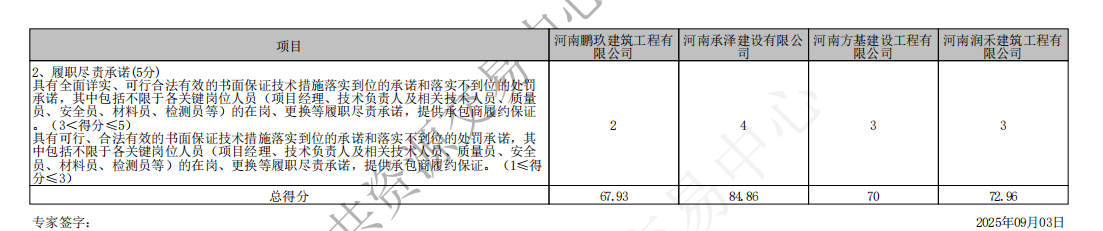 项目
河南鹏玖建筑工程有
限公司
河南承泽建设有限公
司
河南方基建设工程有
限公司
河南润禾建筑工程有
限公司
2、履职尽责承诺(5分)
具有全面详实、可行合法有效的书面保证技术措施落实到位的承诺和落实不到位的处罚
承诺，其中包括不限于各关键岗位人员（项目经理、技术负责人及相关技术人员、质量
员、安全员、材料员、检测员等）的在岗、更换等履职尽责承诺，提供承包商履约保证
。（3＜得分≤5）
具有可行、合法有效的书面保证技术措施落实到位的承诺和落实不到位的处罚承诺，其
中包括不限于各关键岗位人员（项目经理、技术负责人及相关技术人员、质量员、安全
员、材料员、检测员等）的在岗、更换等履职尽责承诺，提供承包商履约保证。（1≤得
分≤3）
2
4
3
3
总得分
67.93
84.86
70
72.96
专家签字：
2025年09月03日
共资源交易中心
易中心